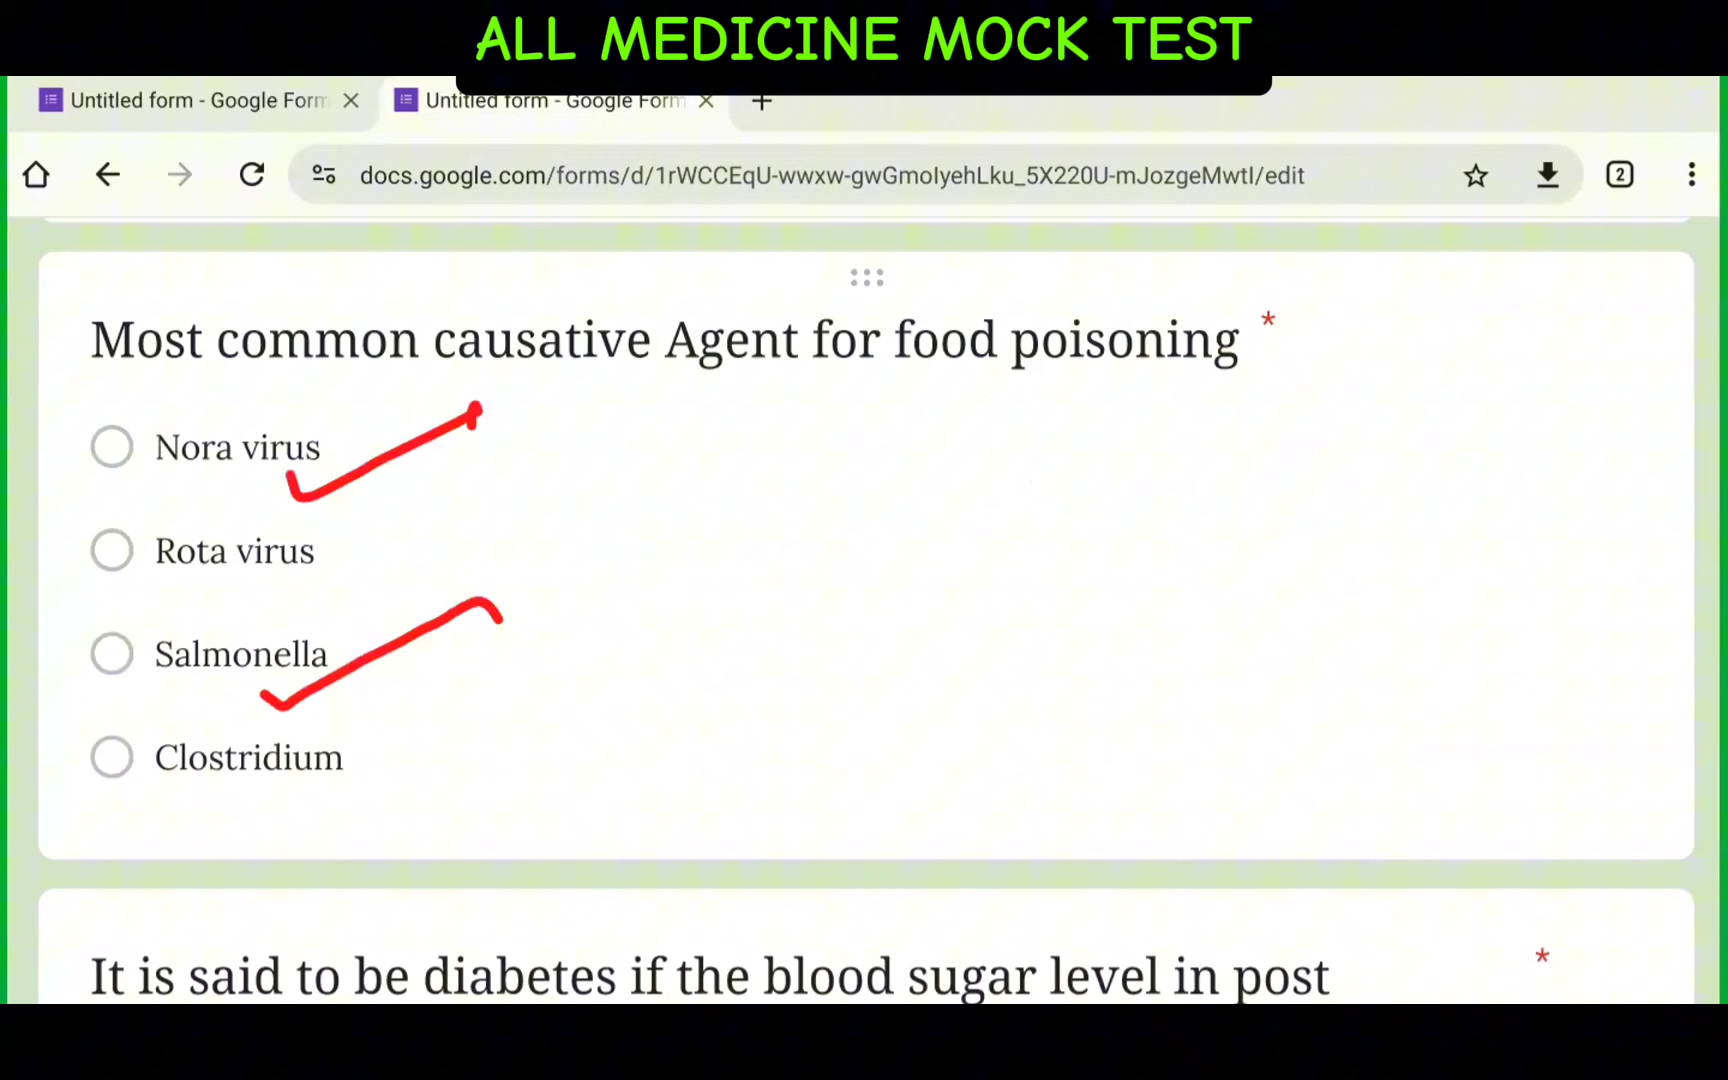 ALL MEDICINE MOCK TEST
Untitled form - Google Form
Untitled form - Google Form
docs.google.com/forms/d/1rWCCEqU-wwxw-gwGmoIyehLku_5X220U-mJozgeMwtI/edit
2
Most common causative Agent for food poisoning *
Nora virus
Rota virus
Salmonella
Clostridium
It is said to be diabetes if the blood sugar level in post *